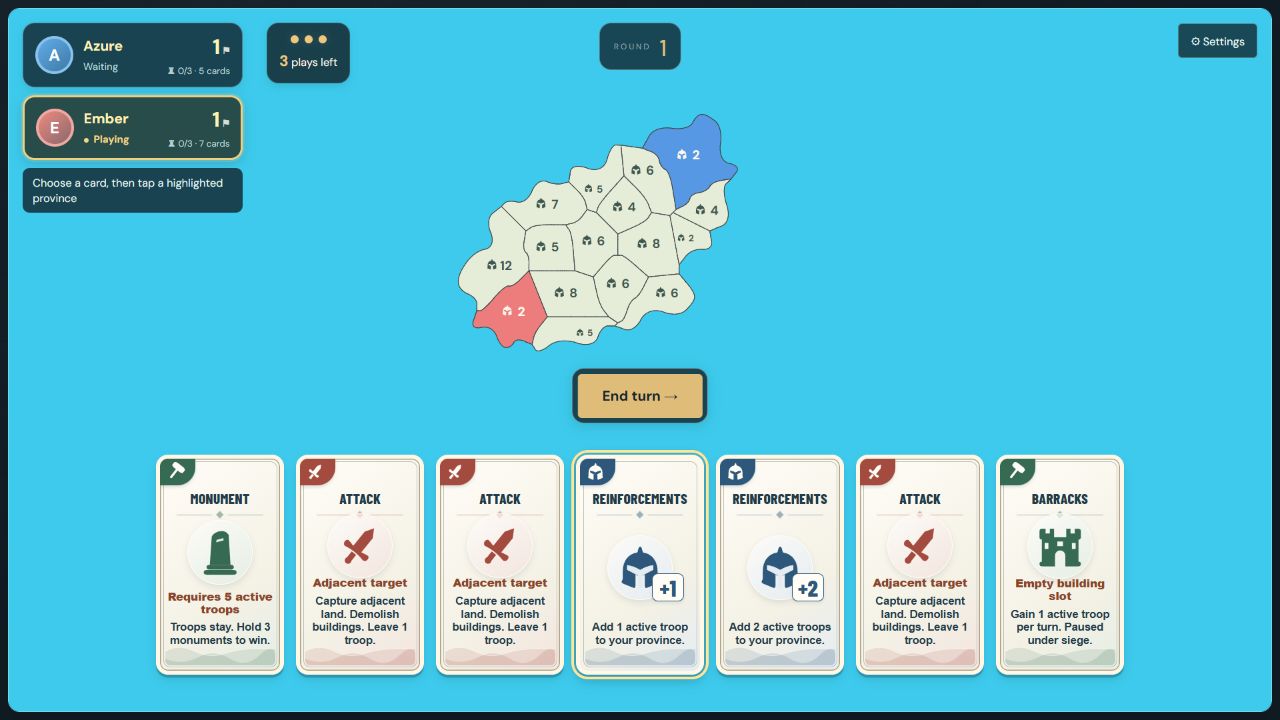 A
Azure
Waiting
1
0/3 · 5 cards
3 plays left
ROUND 1
⚙ Settings
E
Ember
• Playing
1
0/3 · 7 cards
Choose a card, then tap a highlighted
province
2
6
5
4
7
4
2
6
8
5
12
6
8
6
2
5
End turn →
MONUMENT
Requires 5 active
troops
Troops stay. Hold 3
monuments to win.
ATTACK
Adjacent target
Capture adjacent
land. Demolish
buildings. Leave 1
troop.
ATTACK
Adjacent target
Capture adjacent
land. Demolish
buildings. Leave 1
troop.
REINFORCEMENTS
+1
Add 1 active troop
to your province.
REINFORCEMENTS
+2
Add 2 active troops
to your province.
ATTACK
Adjacent target
Capture adjacent
land. Demolish
buildings. Leave 1
troop.
BARRACKS
Empty building
slot
Gain 1 active troop
per turn. Paused
under siege.